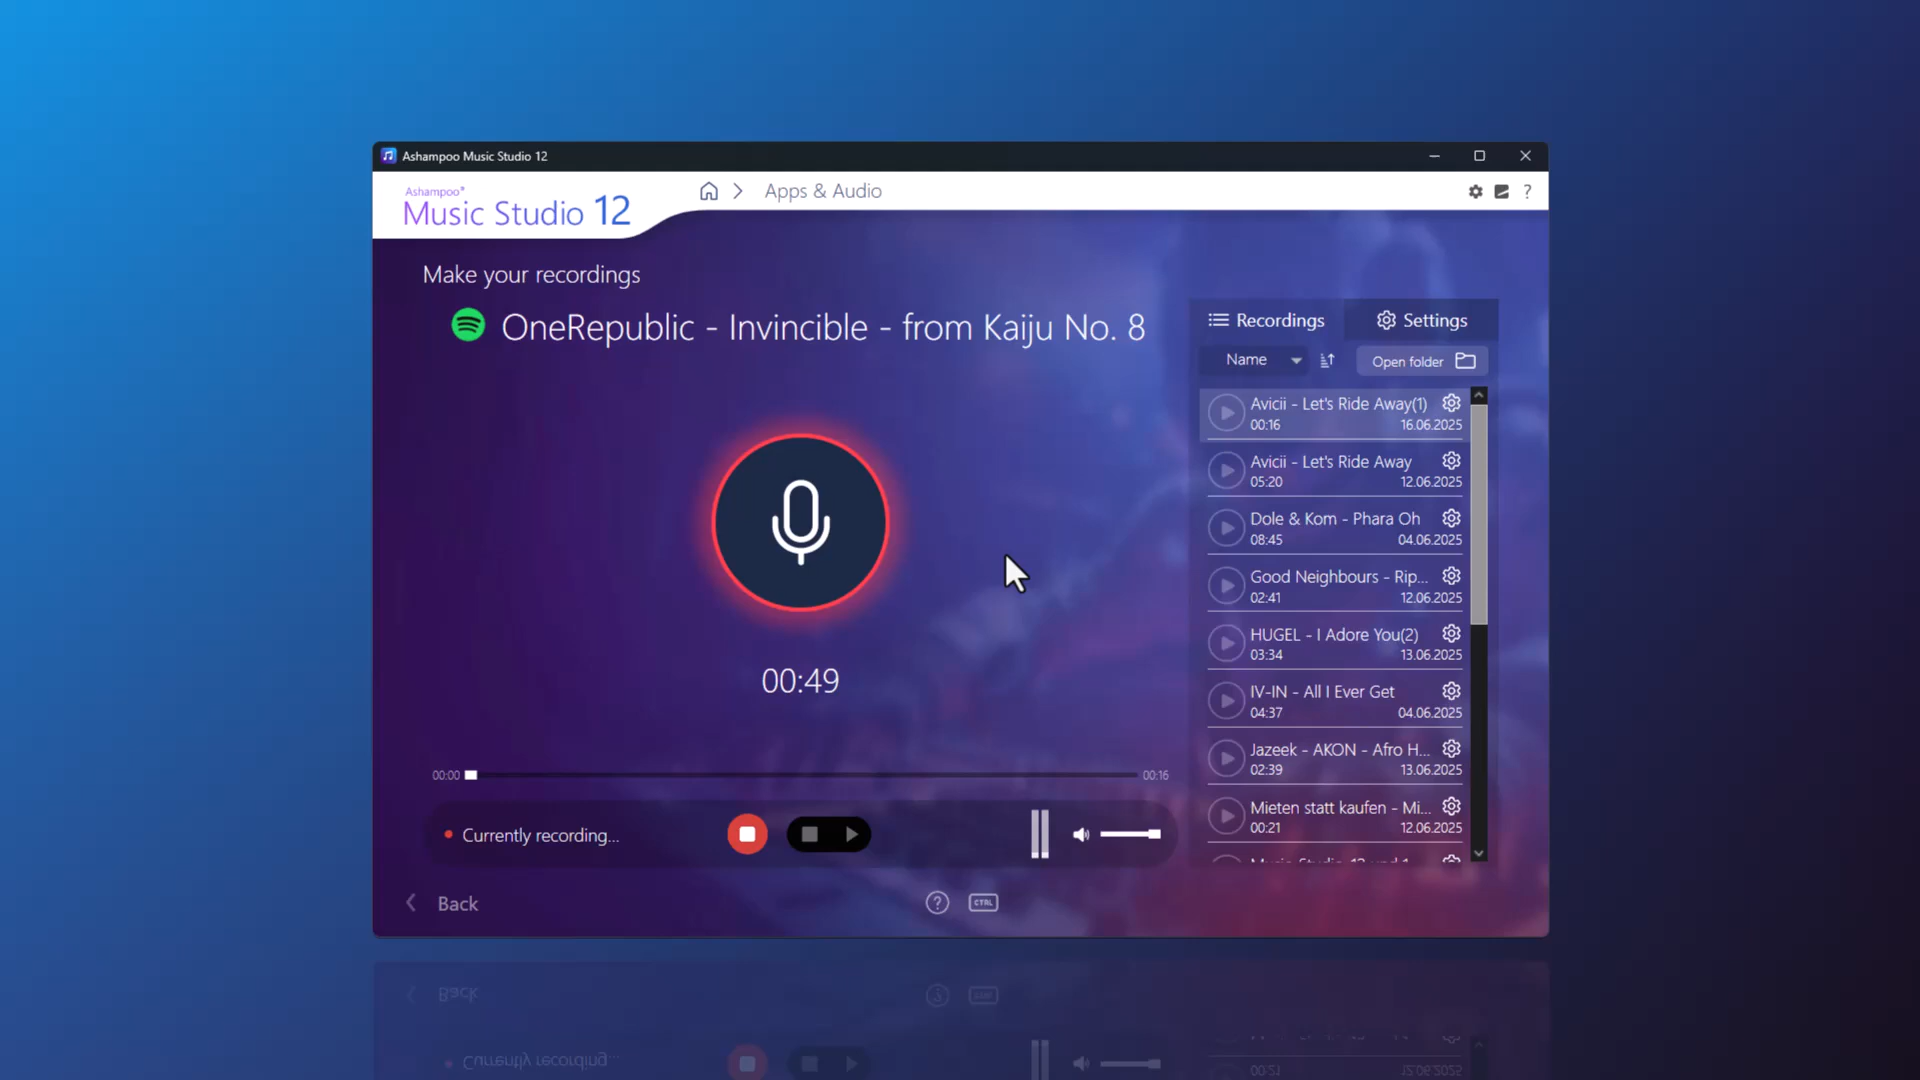 Ashampoo Music Studio 12
Ashampoo®
Music Studio 12
Apps & Audio
?
Make your recordings
OneRepublic - Invincible - from Kaiju No. 8
Recordings
Settings
Name
Open folder
Avicii - Let's Ride Away(1)
00:16 16.06.2025
Avicii - Let's Ride Away
05:20 12.06.2025
Dole & Kom - Phara Oh
08:45 04.06.2025
Good Neighbours - Rip...
02:41 12.06.2025
HUGEL - I Adore You(2)
03:34 13.06.2025
IV-IN - All I Ever Get
04:37 04.06.2025
Jazeek - AKON - Afro H...
02:39 13.06.2025
Mieten statt kaufen - Mi...
00:21 12.06.2025
00:49
00:00
00:16
Currently recording...
Back
?
CTRL